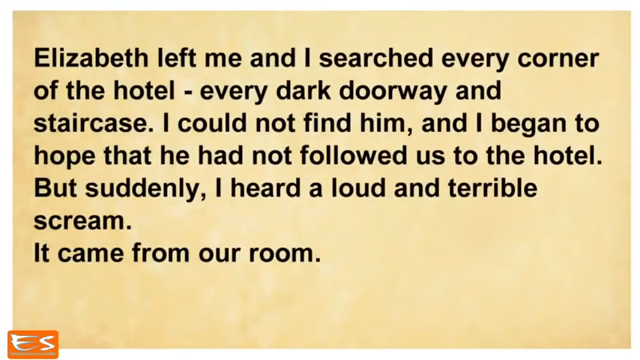 Elizabeth left me and I searched every corner
of the hotel - every dark doorway and
staircase. I could not find him, and I began to
hope that he had not followed us to the hotel.
But suddenly, I heard a loud and terrible
scream.
It came from our room.
ES